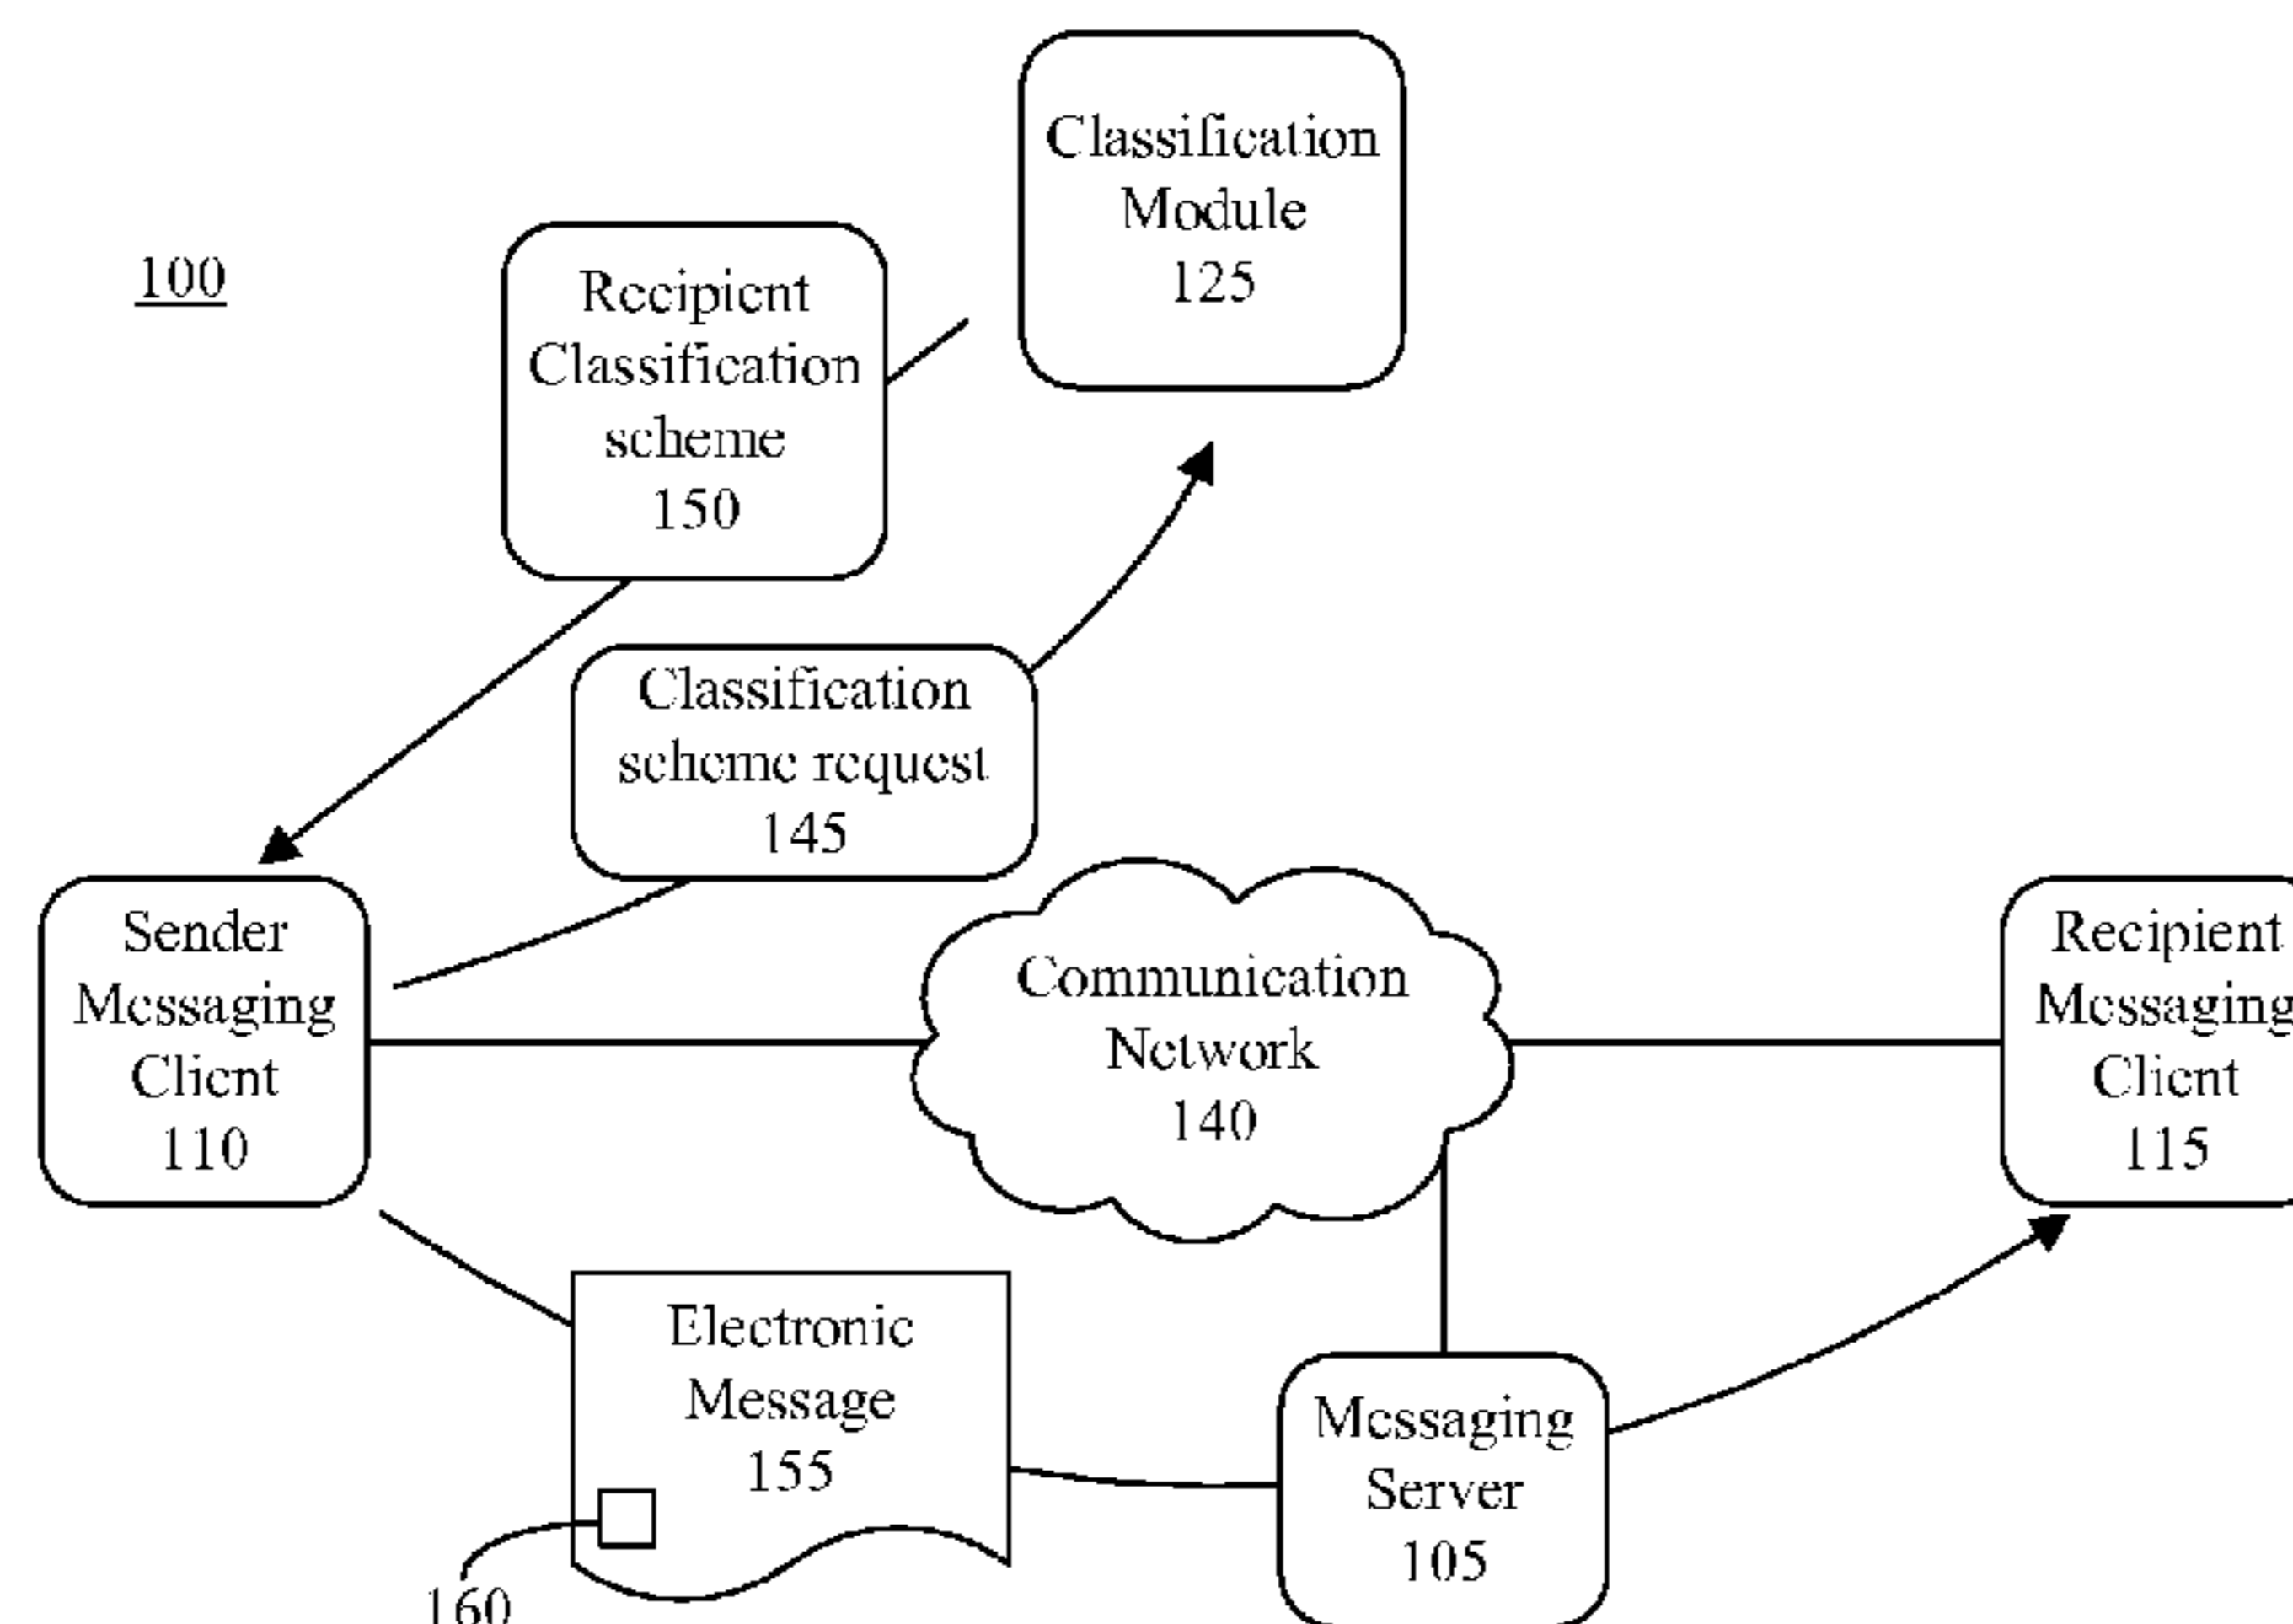 100
Classification
Module
125
Recipient
Classification
scheme
150
Classification
scheme request
145
Sender
Messaging
Client
110
Communication
Network
140
Recipient
Messaging
Client
115
Electronic
Message
155
160
Messaging
Server
105